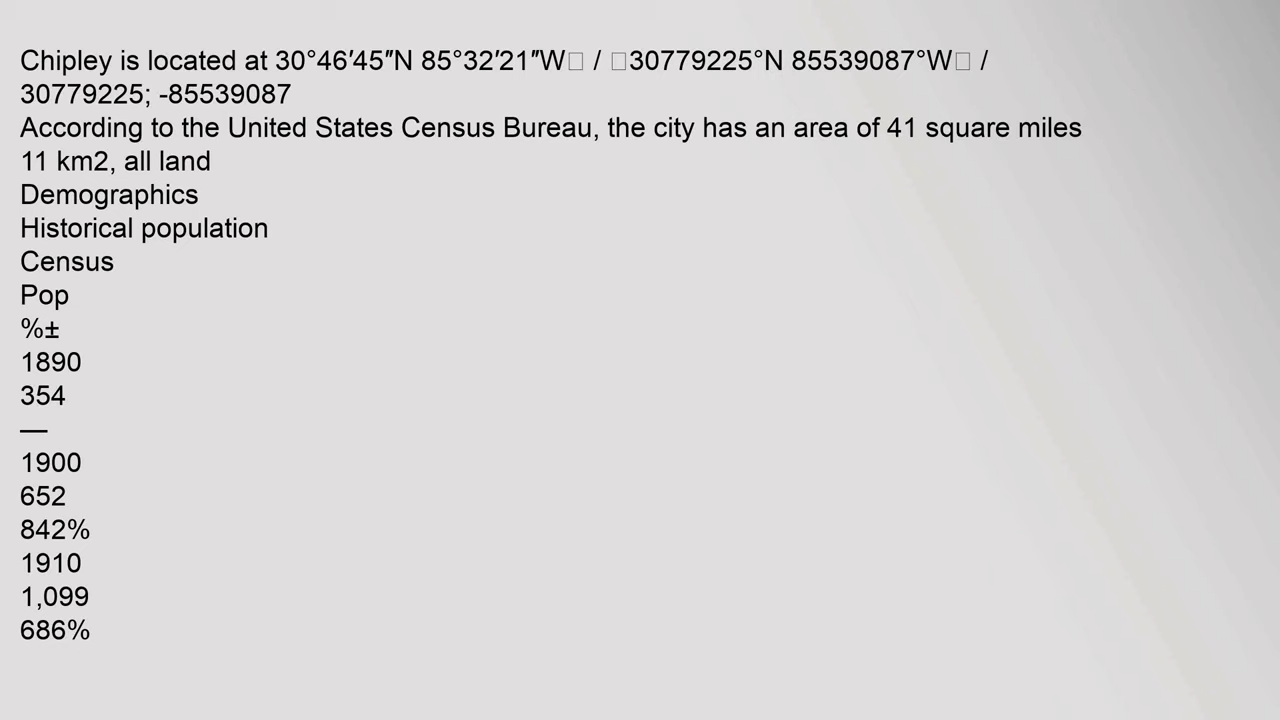 Chipley is located at 30°46′45″N 85°32′21″W□ / □30779225°N 85539087°W□ /
30779225; -85539087
According to the United States Census Bureau, the city has an area of 41 square miles
11 km2, all land
Demographics
Historical population
Census
Pop
%±
1890
354
—
1900
652
842%
1910
1,099
686%